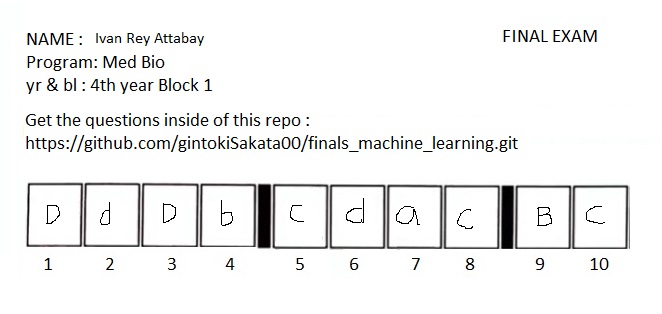 NAME : Ivan Rey Attabay FINAL EXAM
Program: Med Bio
yr & bl : 4th year Block 1
Get the questions inside of this repo :
https://github.com/gintokiSakata00/finals_machine_learning.git
D d D b C d a C B C
1 2 3 4 5 6 7 8 9 10